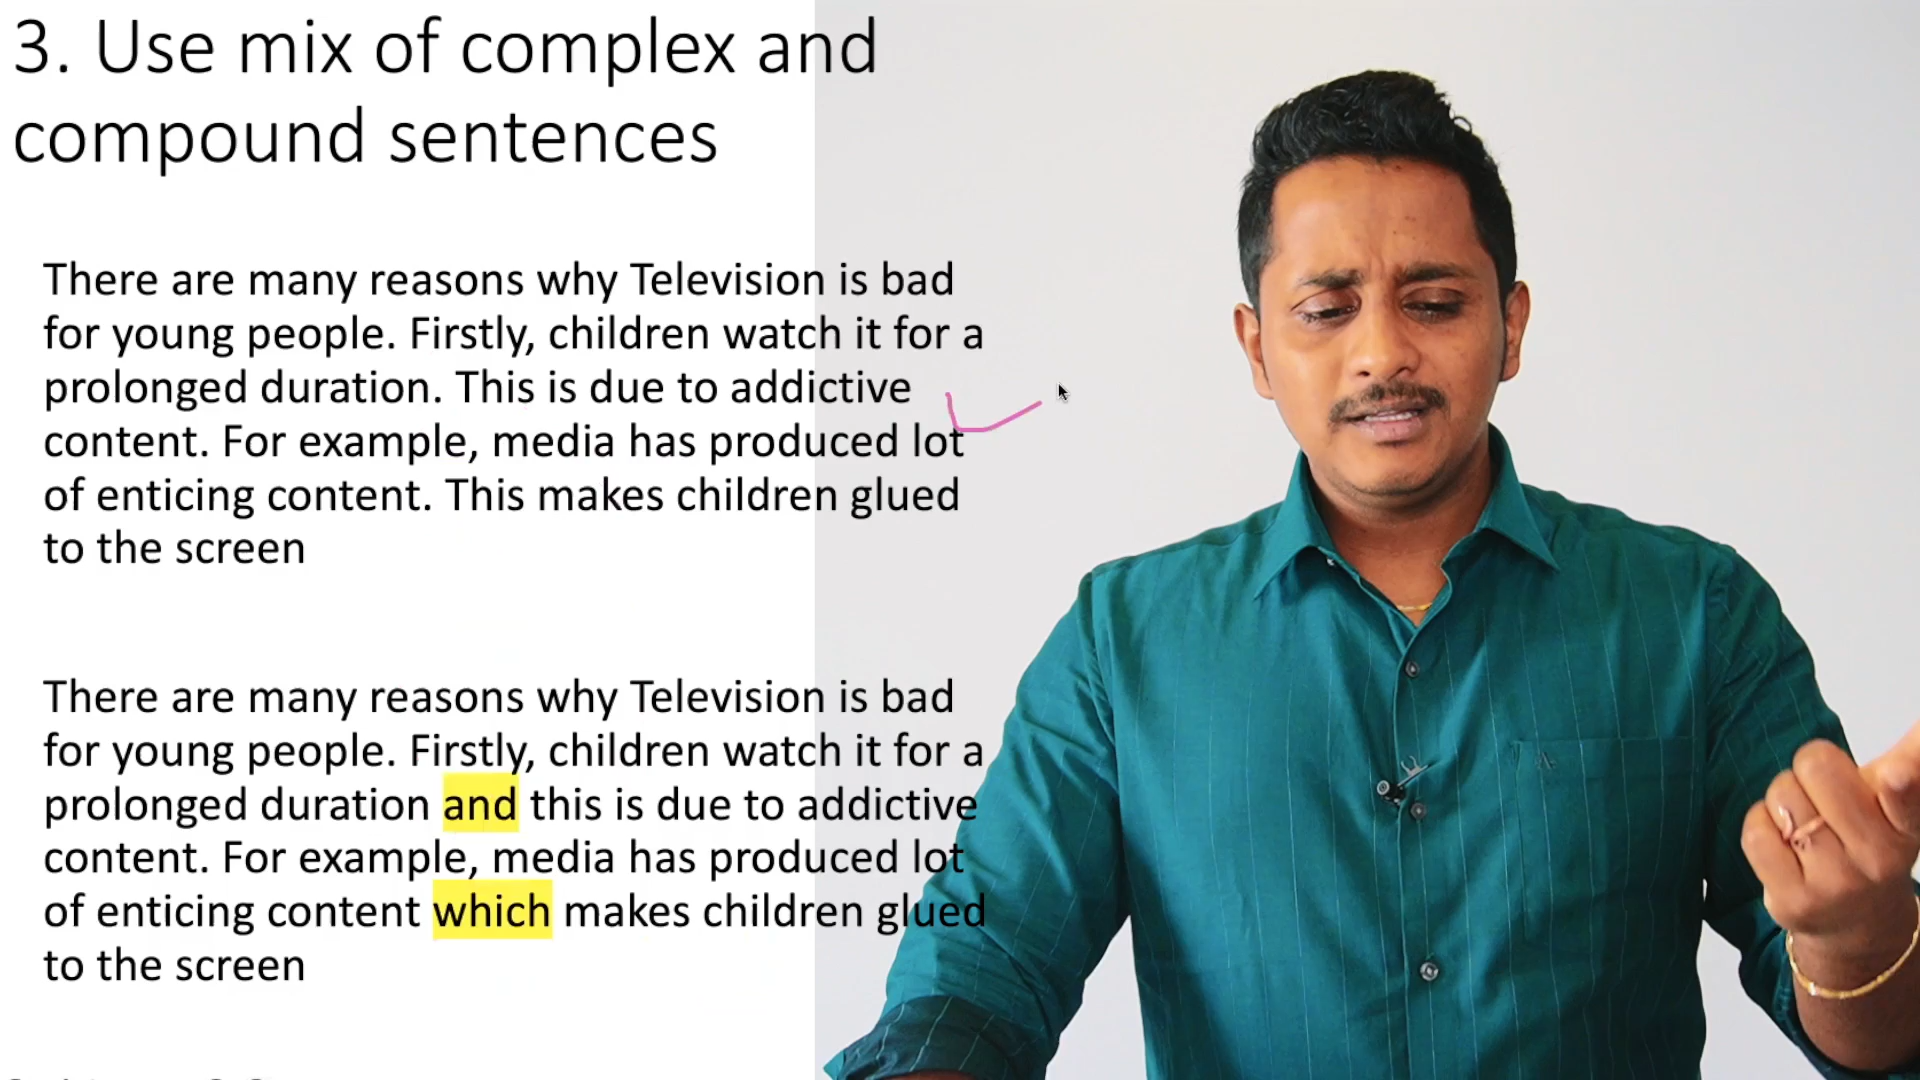 3. Use mix of complex and
compound sentences
There are many reasons why Television is bad
for young people. Firstly, children watch it for a
prolonged duration. This is due to addictive
content. For example, media has produced lot
of enticing content. This makes children glued
to the screen
There are many reasons why Television is bad
for young people. Firstly, children watch it for a
prolonged duration and this is due to addictive
content. For example, media has produced lot
of enticing content which makes children glued
to the screen